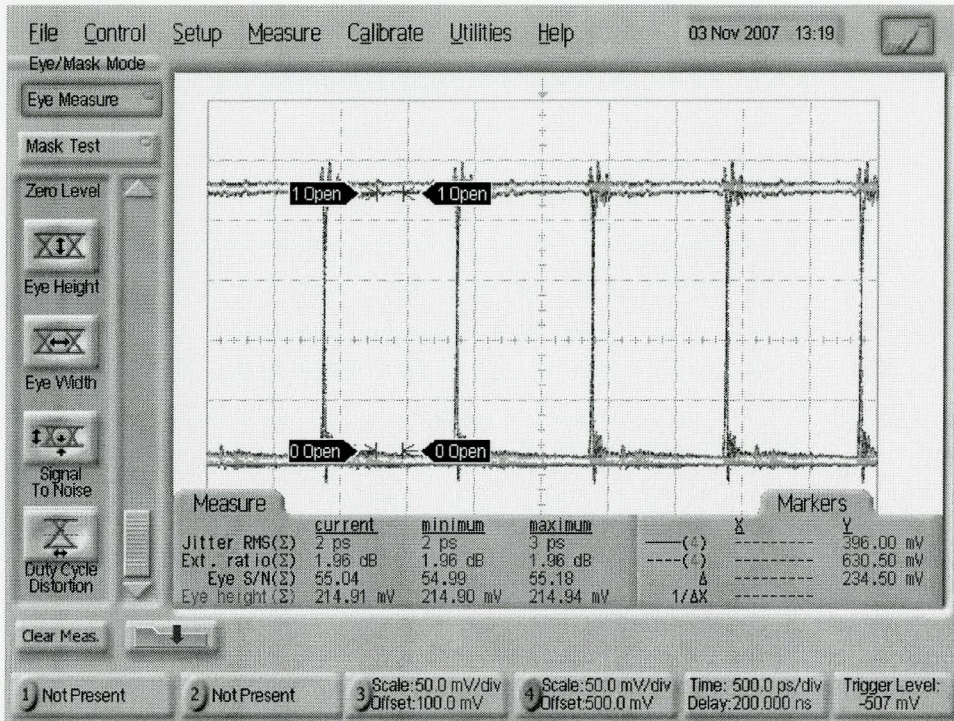 File Control Setup Measure Calibrate Utilities Help 03 Nov 2007 13:19
Eye/Mask Mode
Eye Measure
Mask Test
Zero Level
Eye Height
Eye Width
Signal
To Noise
Duty Cycle
Distortion
1 Open 1 Open
0 Open 0 Open
Measure
current minimum maximum
Jitter RMS(Σ) 2 ps 2 ps 3 ps
Ext. ratio(Σ) 1.96 dB 1.96 dB 1.96 dB
Eye S/N(Σ) 55.04 54.99 55.18
Eye height(Σ) 214.91 mV 214.90 mV 214.94 mV
Markers
X Y
——(4) --------- 396.00 mV
----(4) --------- 630.50 mV
Δ --------- 234.50 mV
1/ΔX ---------
Clear Meas.
1 Not Present
2 Not Present
3 Scale:50.0 mV/div
Offset:100.0 mV
4 Scale:50.0 mV/div
Offset:500.0 mV
Time: 500.0 ps/div
Delay:200.000 ns
Trigger Level:
-507 mV